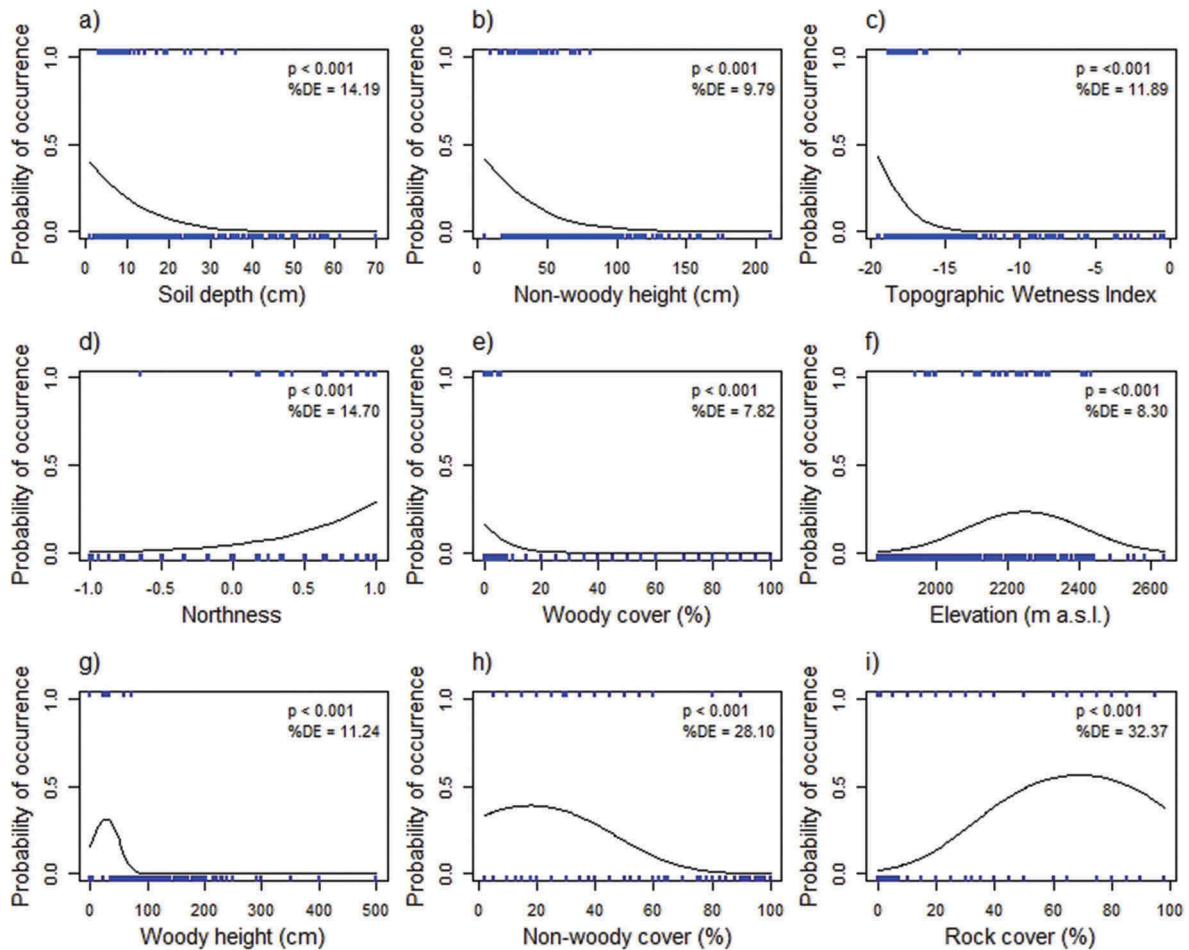 a)
Probability of occurrence
1.0
0.5
0.0
p < 0.001
%DE = 14.19
0 10 20 30 40 50 60 70
Soil depth (cm)
b)
Probability of occurrence
1.0
0.5
0.0
p < 0.001
%DE = 9.79
0 50 100 150 200
Non-woody height (cm)
c)
Probability of occurrence
1.0
0.5
0.0
p = <0.001
%DE = 11.89
-20 -15 -10 -5 0
Topographic Wetness Index
d)
Probability of occurrence
1.0
0.5
0.0
p < 0.001
%DE = 14.70
-1.0 -0.5 0.0 0.5 1.0
Northness
e)
Probability of occurrence
1.0
0.5
0.0
p < 0.001
%DE = 7.82
0 20 40 60 80 100
Woody cover (%)
f)
Probability of occurrence
1.0
0.5
0.0
p = <0.001
%DE = 8.30
2000 2200 2400 2600
Elevation (m a.s.l.)
g)
Probability of occurrence
1.0
0.5
0.0
p < 0.001
%DE = 11.24
0 100 200 300 400 500
Woody height (cm)
h)
Probability of occurrence
1.0
0.5
0.0
p < 0.001
%DE = 28.10
0 20 40 60 80 100
Non-woody cover (%)
i)
Probability of occurrence
1.0
0.5
0.0
p < 0.001
%DE = 32.37
0 20 40 60 80 100
Rock cover (%)